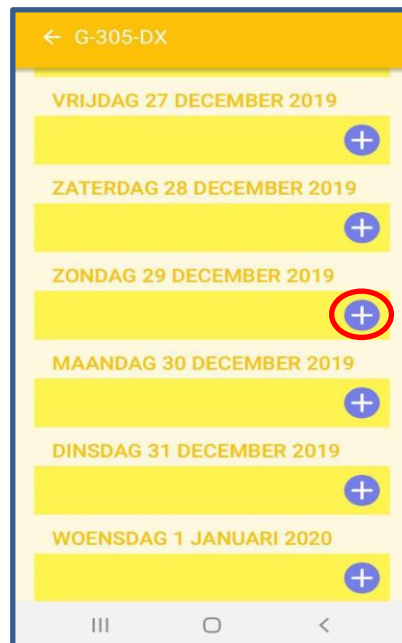 ← G-305-DX
VRIJDAG 27 DECEMBER 2019
ZATERDAG 28 DECEMBER 2019
ZONDAG 29 DECEMBER 2019
MAANDAG 30 DECEMBER 2019
DINSDAG 31 DECEMBER 2019
WOENSDAG 1 JANUARI 2020